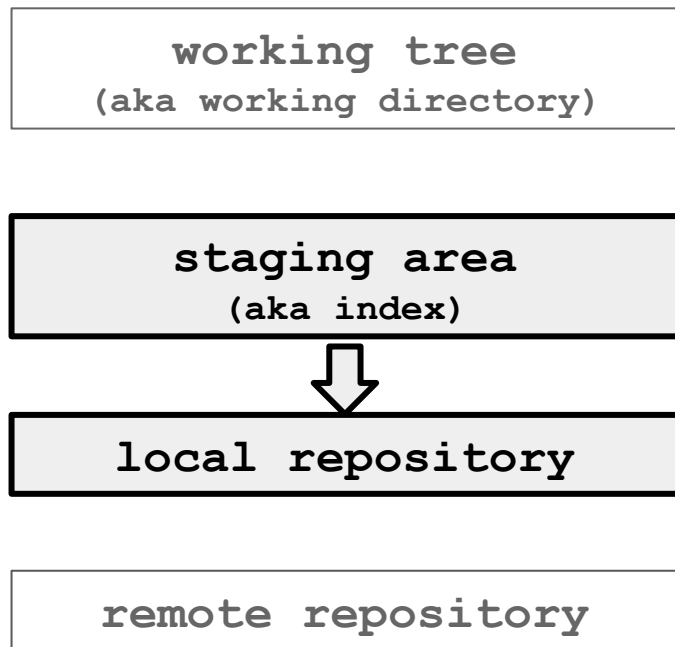 working tree
(aka working directory)
staging area
(aka index)
local repository
remote repository